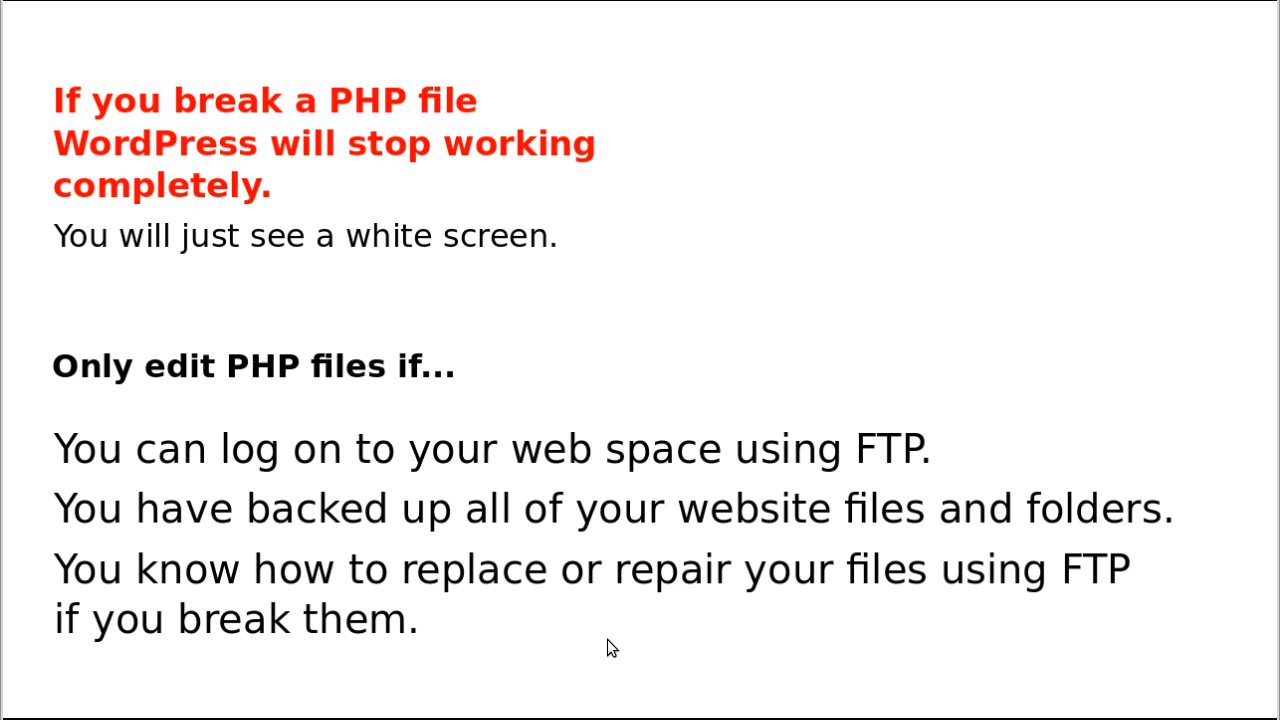 If you break a PHP file
WordPress will stop working
completely.
You will just see a white screen.
Only edit PHP files if...
You can log on to your web space using FTP.
You have backed up all of your website files and folders.
You know how to replace or repair your files using FTP
if you break them.